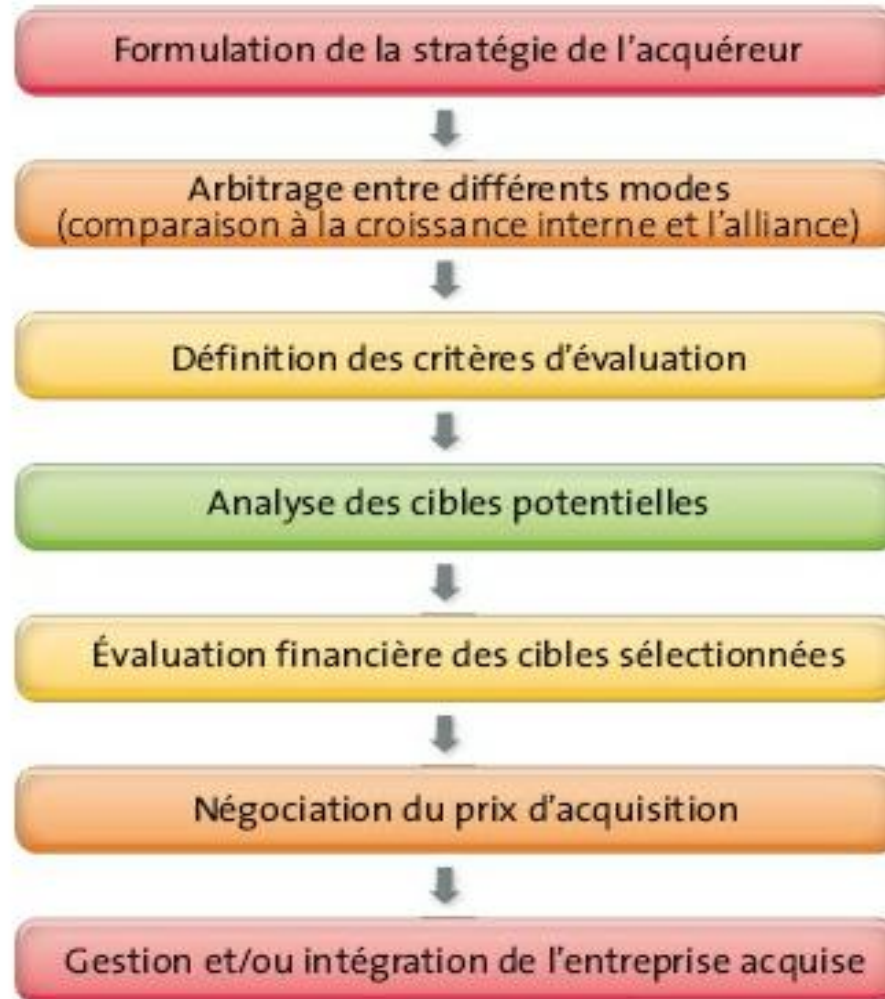 Formulation de la stratégie de l'acquéreur
Arbitrage entre différents modes
(comparaison à la croissance interne et l'alliance)
Définition des critères d'évaluation
Analyse des cibles potentielles
Évaluation financière des cibles sélectionnées
Négociation du prix d'acquisition
Gestion et/ou intégration de l'entreprise acquise